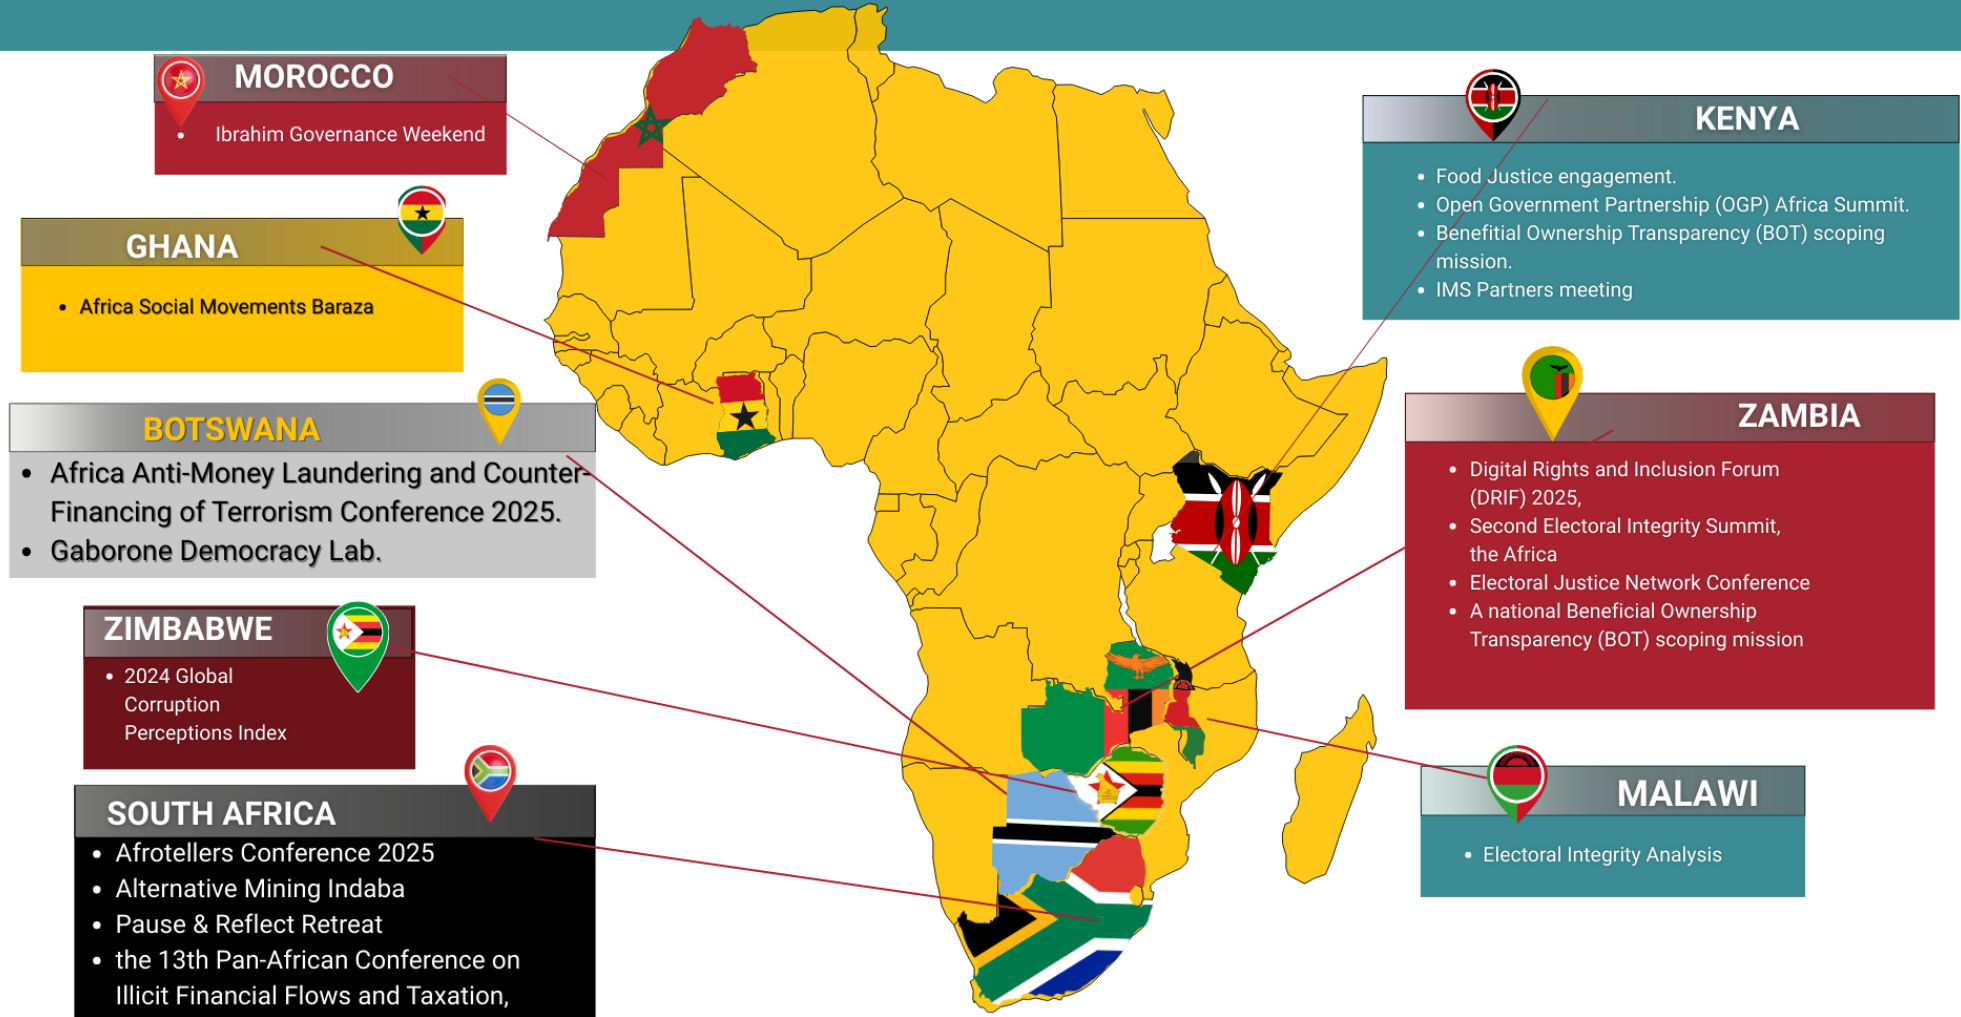 MOROCCO
Ibrahim Governance Weekend
GHANA
Africa Social Movements Baraza
BOTSWANA
Africa Anti-Money Laundering and Counter-
Financing of Terrorism Conference 2025.
Gaborone Democracy Lab.
ZIMBABWE
2024 Global
Corruption
Perceptions Index
SOUTH AFRICA
Afrotellers Conference 2025
Alternative Mining Indaba
Pause & Reflect Retreat
the 13th Pan-African Conference on
Illicit Financial Flows and Taxation,
KENYA
Food Justice engagement.
Open Government Partnership (OGP) Africa Summit.
Benefitial Ownership Transparency (BOT) scoping
mission.
IMS Partners meeting
ZAMBIA
Digital Rights and Inclusion Forum
(DRIF) 2025,
Second Electoral Integrity Summit,
the Africa
Electoral Justice Network Conference
A national Beneficial Ownership
Transparency (BOT) scoping mission
MALAWI
Electoral Integrity Analysis